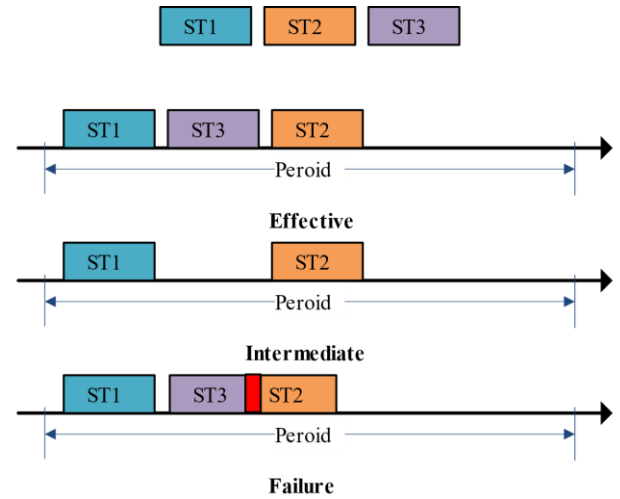 ST1 ST2 ST3
ST1 ST3 ST2
Peroid
Effective
ST1 ST2
Peroid
Intermediate
ST1 ST3 ST2
Peroid
Failure